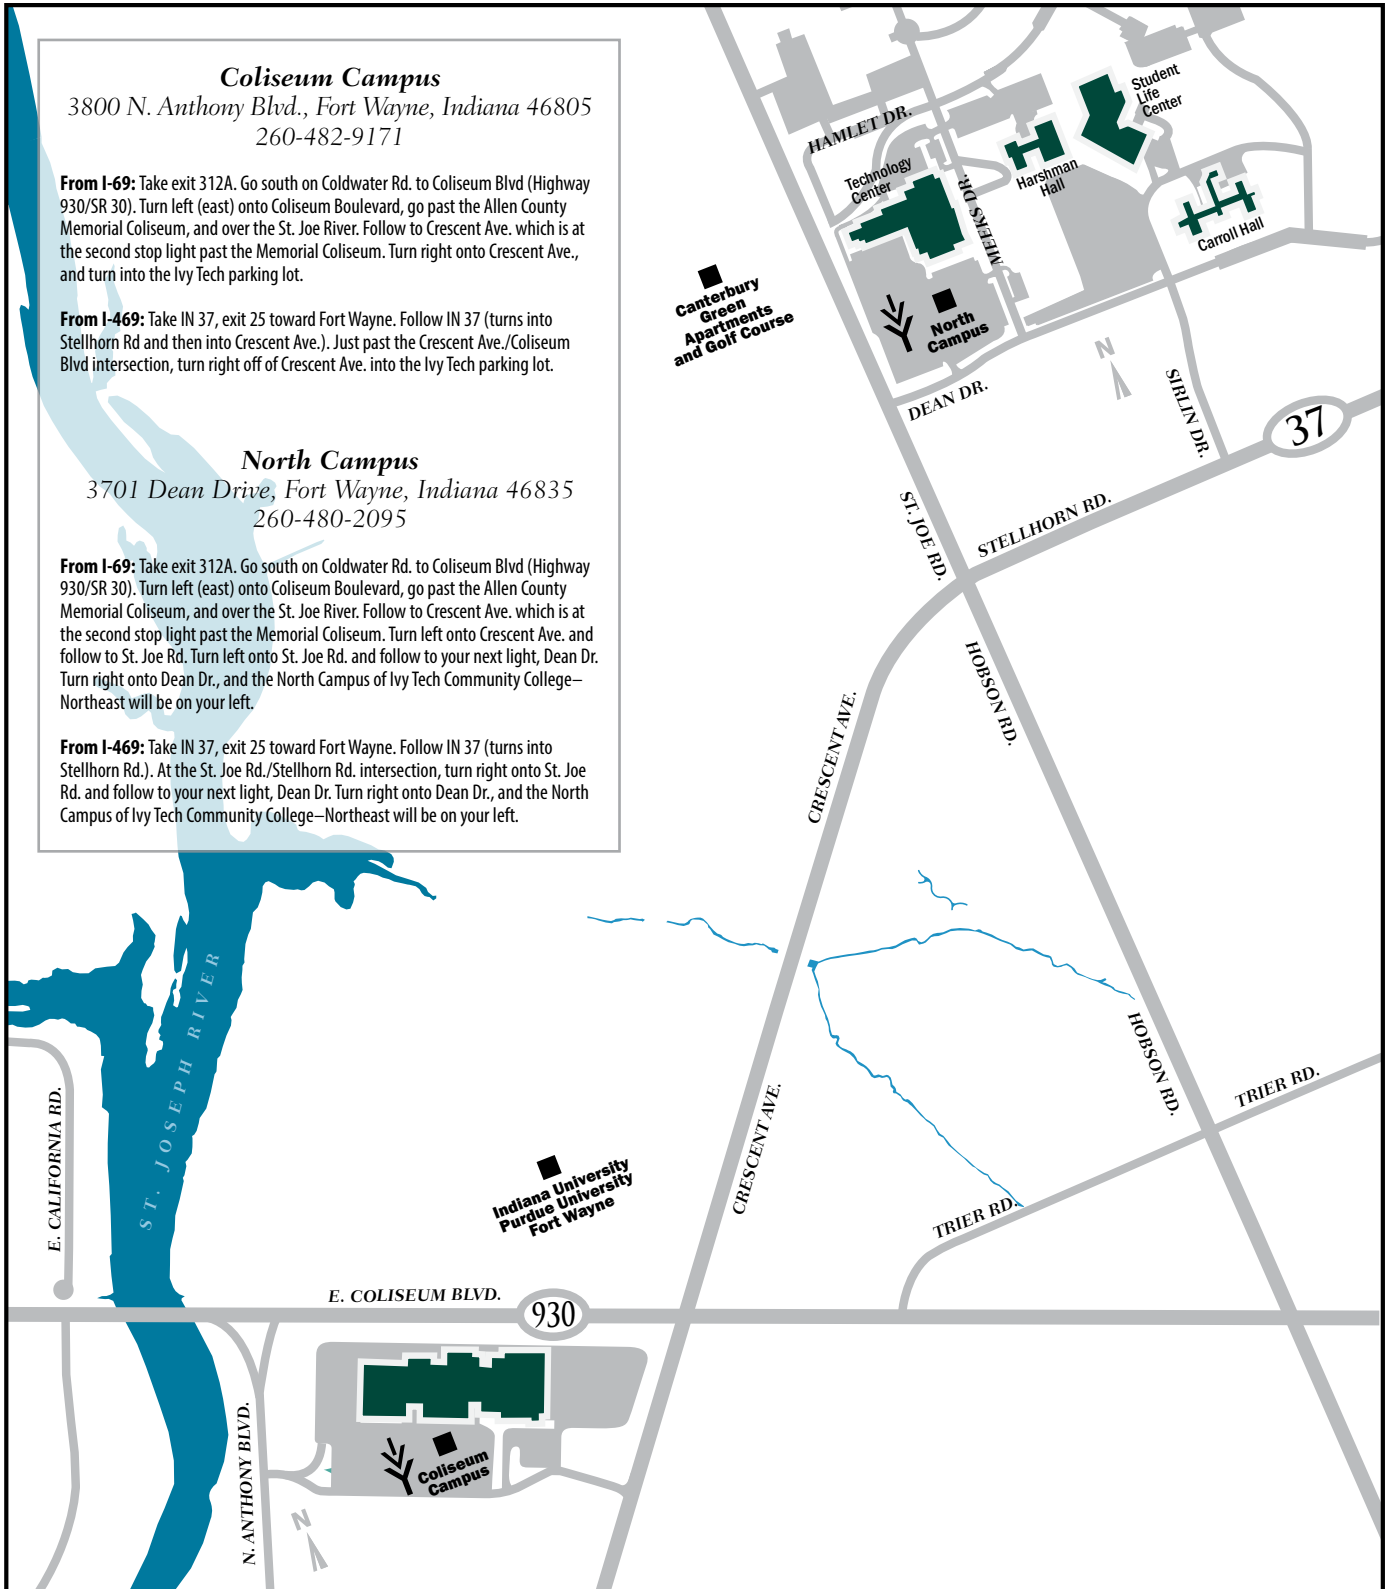 Coliseum Campus
3800 N. Anthony Blvd., Fort Wayne, Indiana 46805
260-482-9171
From I-69: Take exit 312A. Go south on Coldwater Rd. to Coliseum Blvd (Highway
930/SR 30). Turn left (east) onto Coliseum Boulevard, go past the Allen County
Memorial Coliseum, and over the St. Joe River. Follow to Crescent Ave. which is at
the second stop light past the Memorial Coliseum. Turn right onto Crescent Ave.,
and turn into the Ivy Tech parking lot.
From I-469: Take IN 37, exit 25 toward Fort Wayne. Follow IN 37 (turns into
Stellhorn Rd and then into Crescent Ave.). Just past the Crescent Ave./Coliseum
Blvd intersection, turn right off of Crescent Ave. into the Ivy Tech parking lot.
North Campus
3701 Dean Drive, Fort Wayne, Indiana 46835
260-480-2095
From I-69: Take exit 312A. Go south on Coldwater Rd. to Coliseum Blvd (Highway
930/SR 30). Turn left (east) onto Coliseum Boulevard, go past the Allen County
Memorial Coliseum, and over the St. Joe River. Follow to Crescent Ave. which is at
the second stop light past the Memorial Coliseum. Turn left onto Crescent Ave. and
follow to St. Joe Rd. Turn left onto St. Joe Rd. and follow to your next light, Dean Dr.
Turn right onto Dean Dr., and the North Campus of Ivy Tech Community College–
Northeast will be on your left.
From I-469: Take IN 37, exit 25 toward Fort Wayne. Follow IN 37 (turns into
Stellhorn Rd.). At the St. Joe Rd./Stellhorn Rd. intersection, turn right onto St. Joe
Rd. and follow to your next light, Dean Dr. Turn right onto Dean Dr., and the North
Campus of Ivy Tech Community College–Northeast will be on your left.
Student
Life
Center
HAMLET DR.
Technology
Center
Harshman
Hall
MEEKS DR.
Carroll Hall
Canterbury
Green
Apartments
and Golf Course
North
Campus
N
DEAN DR.
SIRLIN DR.
37
ST. JOE RD.
STELLHORN RD.
HOBSON RD.
CRESCENT AVE.
ST. JOSEPH RIVER
HOBSON RD.
TRIER RD.
E. CALIFORNIA RD.
CRESCENT AVE.
Indiana University
Purdue University
Fort Wayne
TRIER RD.
E. COLISEUM BLVD.
930
N. ANTHONY BLVD.
Coliseum
Campus
N